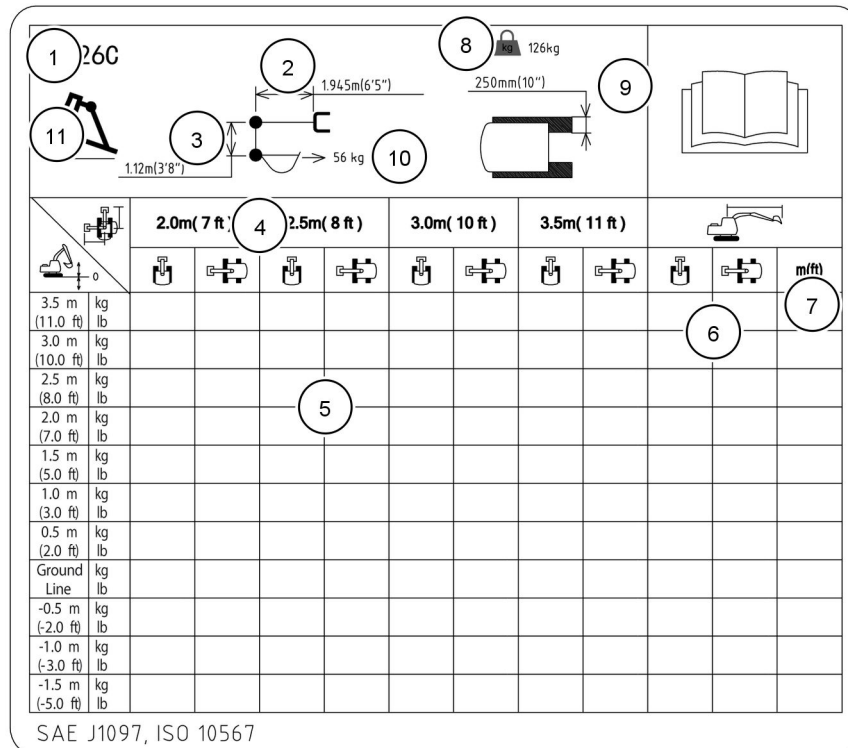 1
26C
2
8
kg
126kg
1.945m(6'5")
250mm(10")
9
11
3
56 kg
10
1.12m(3'8")
2.0m( 7 ft )
4
2.5m( 8 ft )
3.0m( 10 ft )
3.5m( 11 ft )
0
m(ft)
7
3.5 m kg
(11.0 ft) lb
6
3.0 m kg
(10.0 ft) lb
2.5 m kg
(8.0 ft) lb
5
2.0 m kg
(7.0 ft) lb
1.5 m kg
(5.0 ft) lb
1.0 m kg
(3.0 ft) lb
0.5 m kg
(2.0 ft) lb
Ground kg
Line lb
-0.5 m kg
(-2.0 ft) lb
-1.0 m kg
(-3.0 ft) lb
-1.5 m kg
(-5.0 ft) lb
SAE J1097, ISO 10567